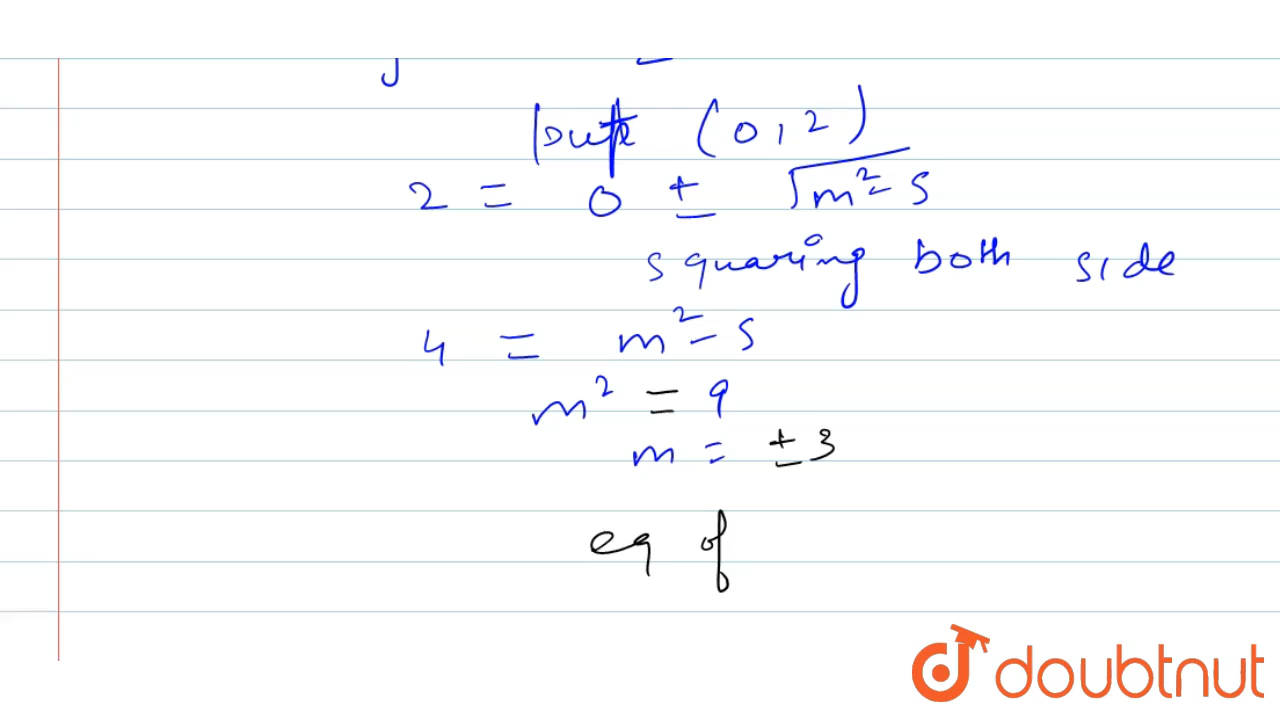 put (0, 2)
2 = 0 ± √m² - 5
squaring both side
4 = m² - 5
m² = 9
m = ± 3
eq of
doubtnut